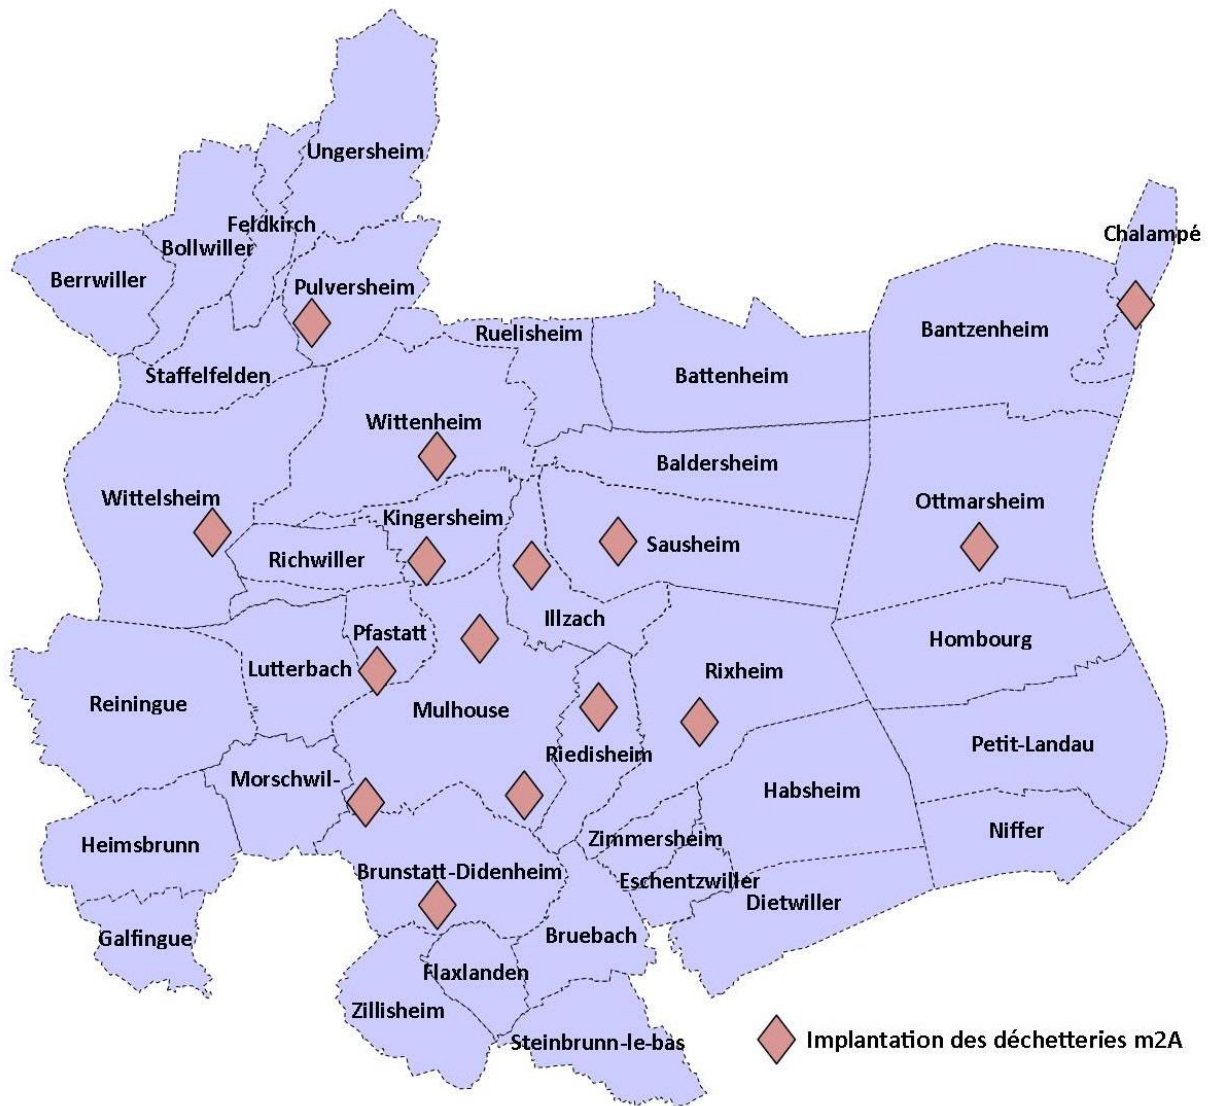 Ungersheim
Feldkirch
Chalampé
Bollwiller
Berrwiller
Pulversheim
Bantzenheim
Ruelisheim
Staffelfelden
Battenheim
Wittenheim
Baldersheim
Wittelsheim
Ottmarsheim
Kingersheim
Sausheim
Richwiller
Illzach
Pfastatt
Hombourg
Lutterbach
Rixheim
Reiningue
Mulhouse
Petit-Landau
Riedisheim
Morschwil-
Habsheim
Niffer
Zimmersheim
Heimsbrunn
Brunstatt-Didenheim
Eschentzwiller
Dietwiller
Bruebach
Galfingue
Flaxlanden
Zillisheim
Steinbrunn-le-bas
Implantation des déchetteries m2A